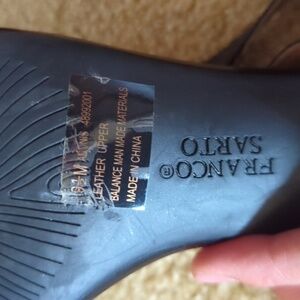 M
LEATHER UPPER
BALANCE MAN MADE MATERIALS
MADE IN CHINA
FRANCO®
SARTO